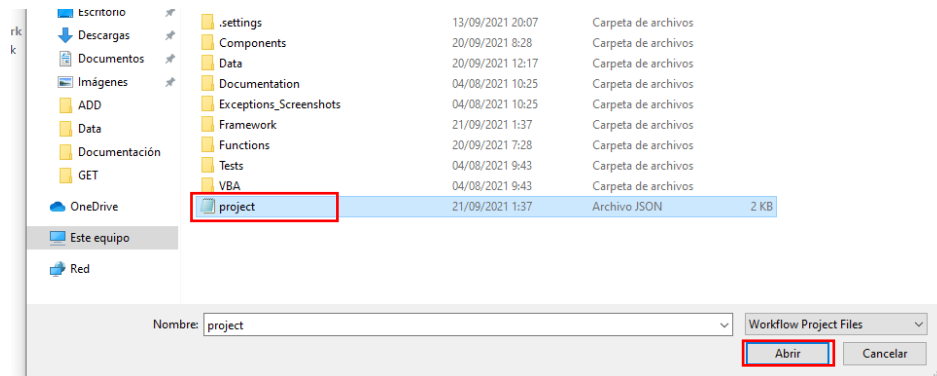 Escritorio
rk
k
Descargas
Documentos
Imágenes
ADD
Data
Documentación
GET
OneDrive
Este equipo
Red
.settings 13/09/2021 20:07 Carpeta de archivos
Components 20/09/2021 8:28 Carpeta de archivos
Data 20/09/2021 12:17 Carpeta de archivos
Documentation 04/08/2021 10:25 Carpeta de archivos
Exceptions_Screenshots 04/08/2021 10:25 Carpeta de archivos
Framework 21/09/2021 1:37 Carpeta de archivos
Functions 20/09/2021 7:28 Carpeta de archivos
Tests 04/08/2021 9:43 Carpeta de archivos
VBA 04/08/2021 9:43 Carpeta de archivos
project 21/09/2021 1:37 Archivo JSON 2 KB
Nombre: project Workflow Project Files
Abrir Cancelar